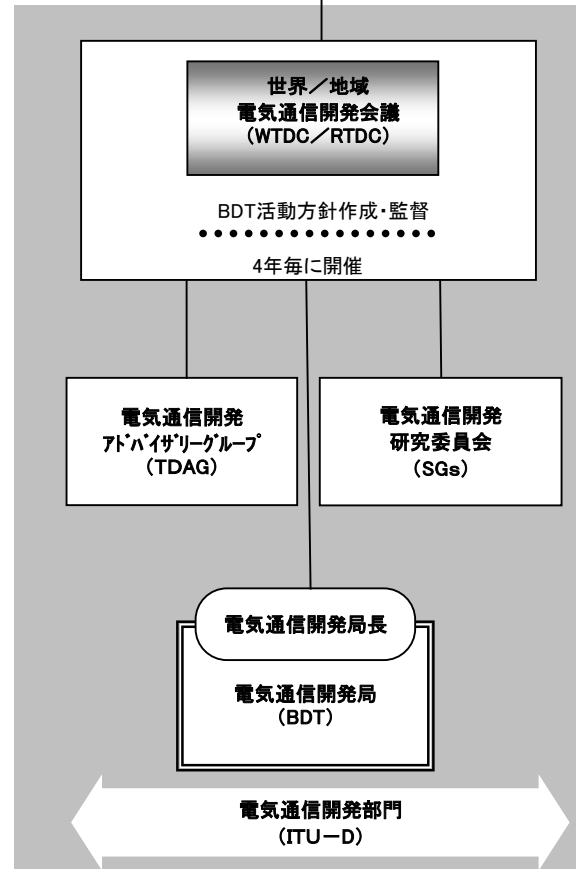 世界／地域
電気通信開発会議
(WTDC／RTDC)
BDT活動方針作成・監督
4年毎に開催
電気通信開発
ｱﾄﾞﾊﾞｲｻﾞﾘｰｸﾞﾙｰﾌﾟ
(TDAG)
電気通信開発
研究委員会
(SGs)
電気通信開発局長
電気通信開発局
(BDT)
電気通信開発部門
(ITU－D)